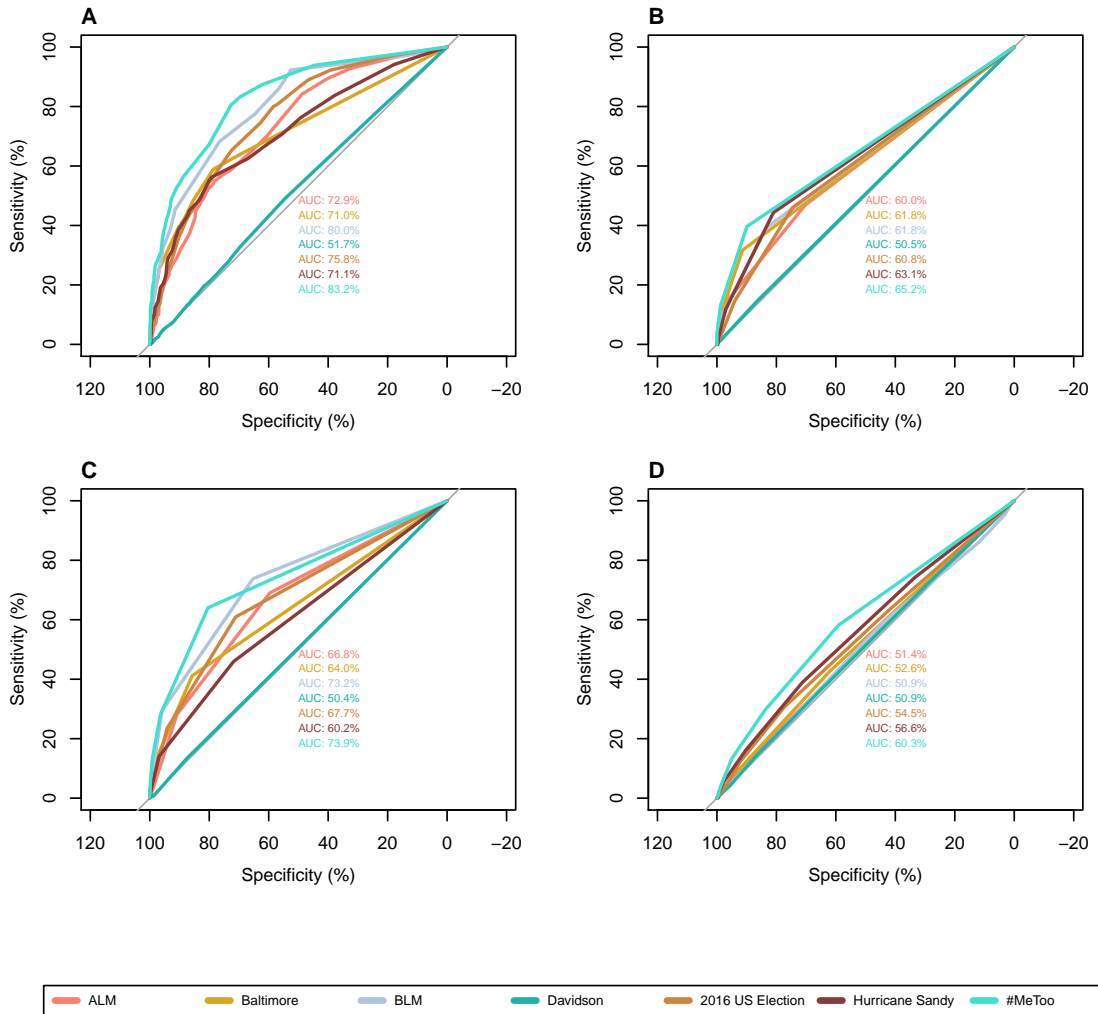 A
Sensitivity (%)
0 20 40 60 80 100
AUC: 72.9%
AUC: 71.0%
AUC: 80.0%
AUC: 51.7%
AUC: 75.8%
AUC: 71.1%
AUC: 83.2%
120 100 80 60 40 20 0 −20
Specificity (%)
B
Sensitivity (%)
0 20 40 60 80 100
AUC: 60.0%
AUC: 61.8%
AUC: 61.8%
AUC: 50.5%
AUC: 60.8%
AUC: 63.1%
AUC: 65.2%
120 100 80 60 40 20 0 −20
Specificity (%)
C
Sensitivity (%)
0 20 40 60 80 100
AUC: 66.8%
AUC: 64.0%
AUC: 73.2%
AUC: 50.4%
AUC: 67.7%
AUC: 60.2%
AUC: 73.9%
120 100 80 60 40 20 0 −20
Specificity (%)
D
Sensitivity (%)
0 20 40 60 80 100
AUC: 51.4%
AUC: 52.6%
AUC: 50.9%
AUC: 50.9%
AUC: 54.5%
AUC: 56.6%
AUC: 60.3%
120 100 80 60 40 20 0 −20
Specificity (%)
ALM Baltimore BLM Davidson 2016 US Election Hurricane Sandy #MeToo